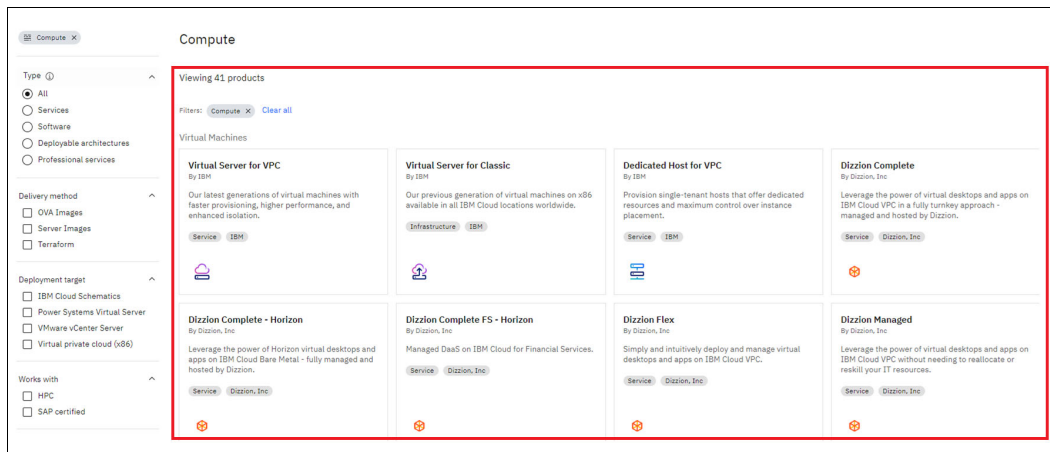 Compute ×
Type
All
Services
Software
Deployable architectures
Professional services
Delivery method
OVA Images
Server Images
Terraform
Deployment target
IBM Cloud Schematics
Power Systems Virtual Server
VMware vCenter Server
Virtual private cloud (x86)
Works with
HPC
SAP certified
Compute
Viewing 41 products
Filters: Compute × Clear all
Virtual Machines
Virtual Server for VPC
By IBM
Our latest generations of virtual machines with
faster provisioning, higher performance, and
enhanced isolation.
Service IBM
Virtual Server for Classic
By IBM
Our previous generation of virtual machines on x86
available in all IBM Cloud locations worldwide.
Infrastructure IBM
Dedicated Host for VPC
By IBM
Provision single-tenant hosts that offer dedicated
resources and maximum control over instance
placement.
Service IBM
Dizzion Complete
By Dizzion, Inc
Leverage the power of virtual desktops and apps on
IBM Cloud VPC in a fully turnkey approach -
managed and hosted by Dizzion.
Service Dizzion, Inc
Dizzion Complete - Horizon
By Dizzion, Inc
Leverage the power of Horizon virtual desktops and
apps on IBM Cloud Bare Metal - fully managed and
hosted by Dizzion.
Service Dizzion, Inc
Dizzion Complete FS - Horizon
By Dizzion, Inc
Managed DaaS on IBM Cloud for Financial Services.
Service Dizzion, Inc
Dizzion Flex
By Dizzion, Inc
Simply and intuitively deploy and manage virtual
desktops and apps on IBM Cloud VPC.
Service Dizzion, Inc
Dizzion Managed
By Dizzion, Inc
Leverage the power of virtual desktops and apps on
IBM Cloud VPC without needing to reallocate or
reskill your IT resources.
Service Dizzion, Inc